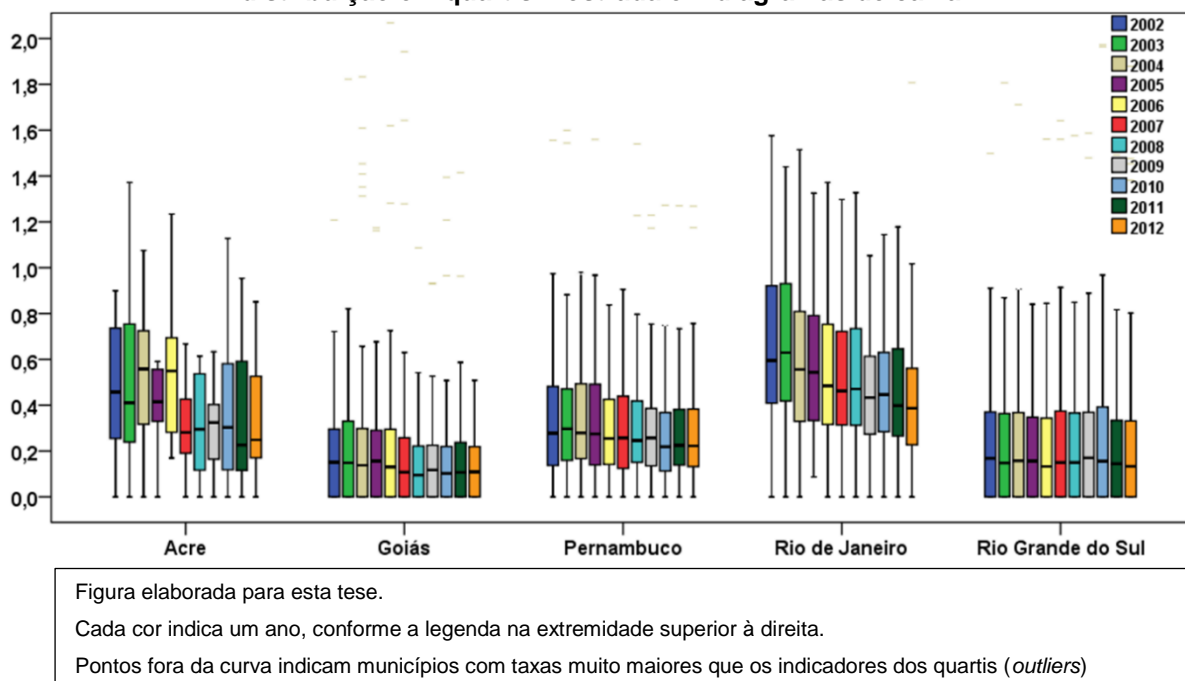 2,0
1,8
1,6
1,4
1,2
1,0
0,8
0,6
0,4
0,2
0,0
2002
2003
2004
2005
2006
2007
2008
2009
2010
2011
2012
Acre
Goiás
Pernambuco
Rio de Janeiro
Rio Grande do Sul
Figura elaborada para esta tese.
Cada cor indica um ano, conforme a legenda na extremidade superior à direita.
Pontos fora da curva indicam municípios com taxas muito maiores que os indicadores dos quartis (outliers)